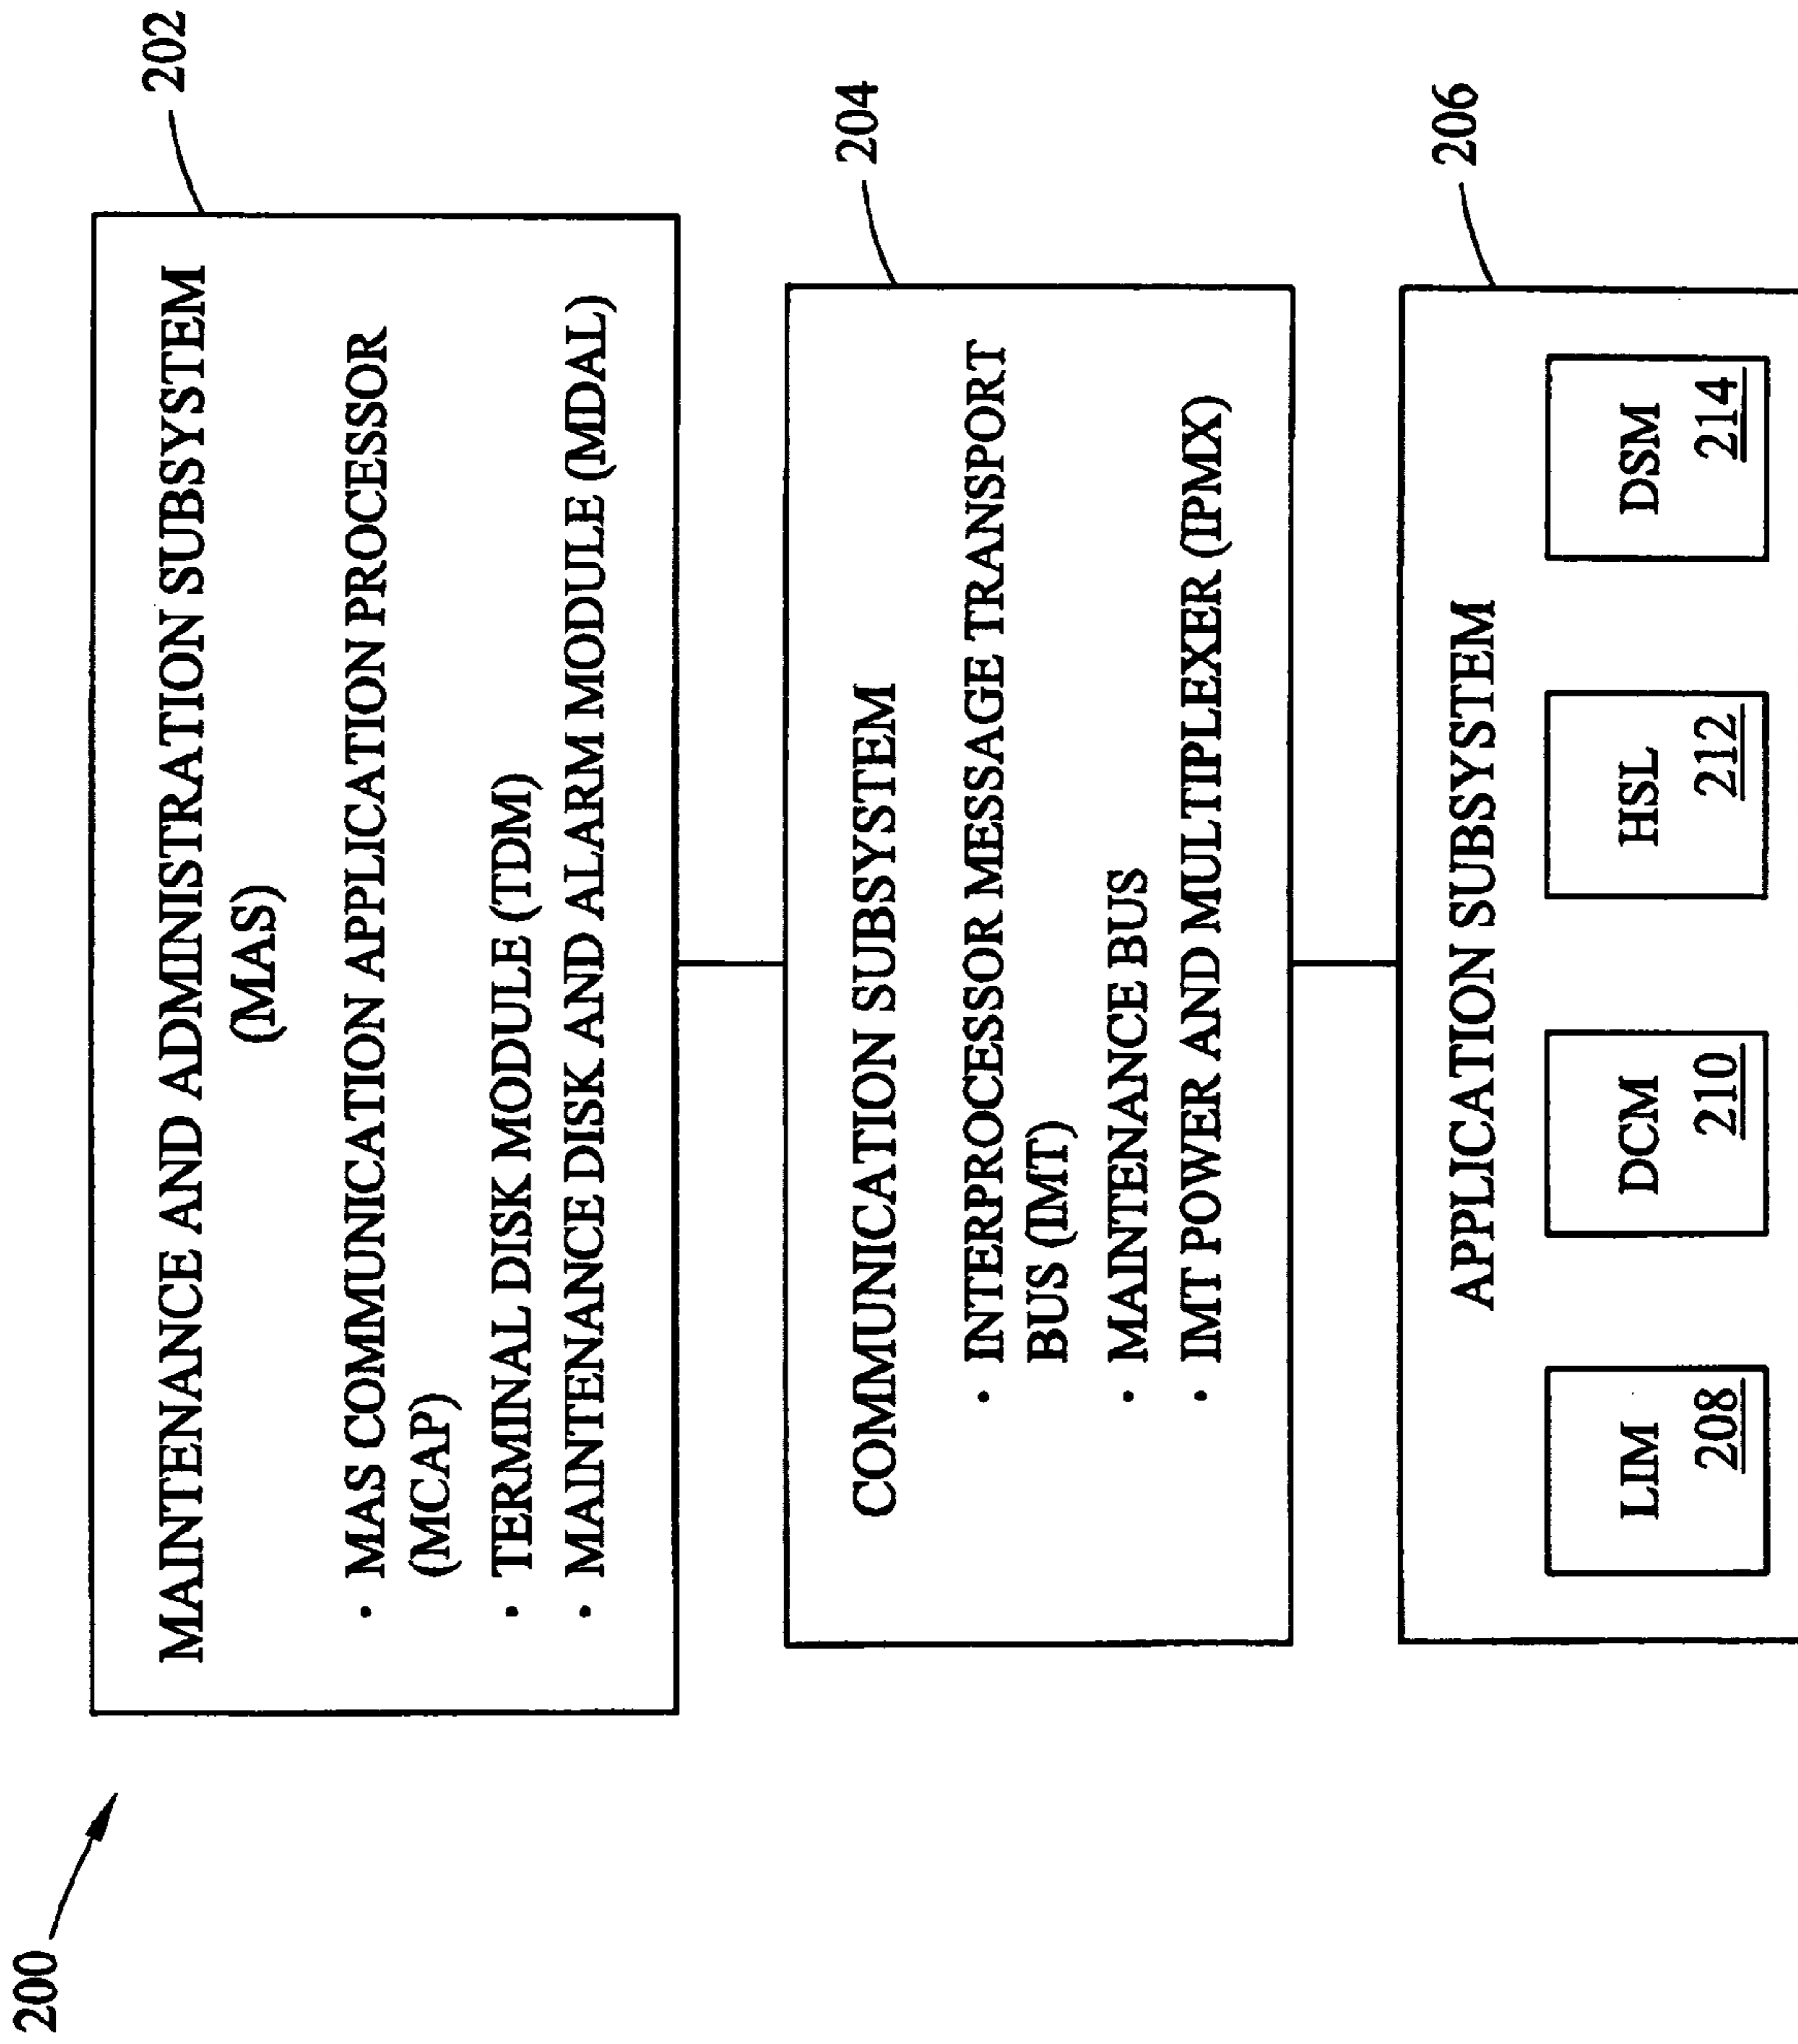 200
202
MAINTENANCE AND ADMINISTRATION SUBSYSTEM
(MAS)
· MAS COMMUNICATION APPLICATION PROCESSOR
(MCAP)
· TERMINAL DISK MODULE (TDM)
· MAINTENANCE DISK AND ALARM MODULE (MDAL)
204
COMMUNICATION SUBSYSTEM
· INTERPROCESSOR MESSAGE TRANSPORT
BUS (IMT)
· MAINTENANCE BUS
· IMT POWER AND MULTIPLEXER (IPMX)
206
APPLICATION SUBSYSTEM
LIM
208
DCM
210
HSL
212
DSM
214